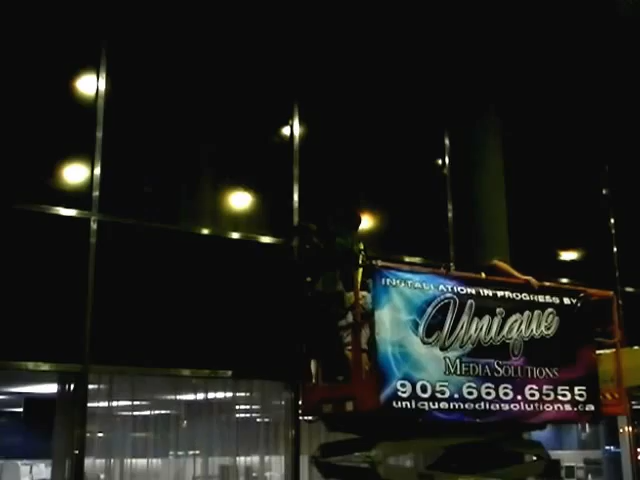 INSTALLATION IN PROGRESS BY:
Unique
MEDIA SOLUTIONS
905.666.6555
uniquemediasolutions.ca